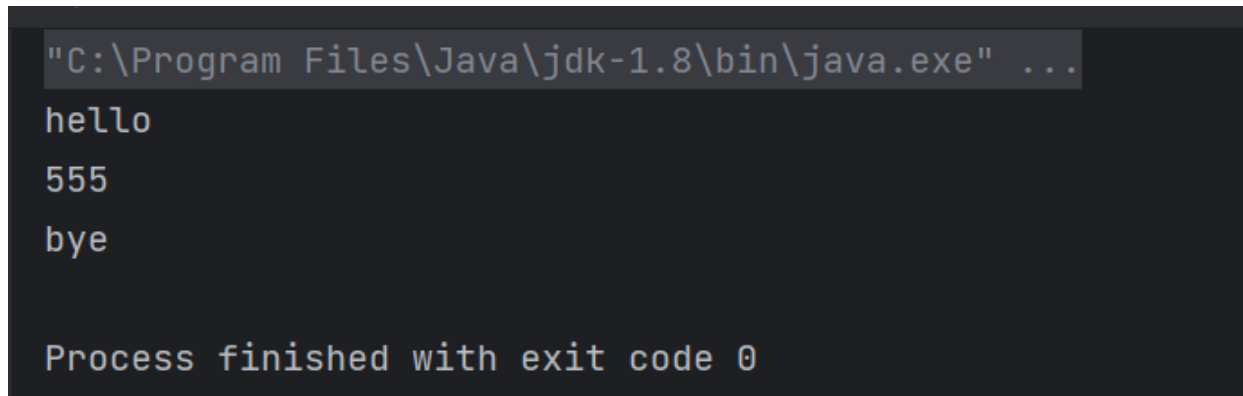 "C:\Program Files\Java\jdk-1.8\bin\java.exe" ...
hello
555
bye
Process finished with exit code 0